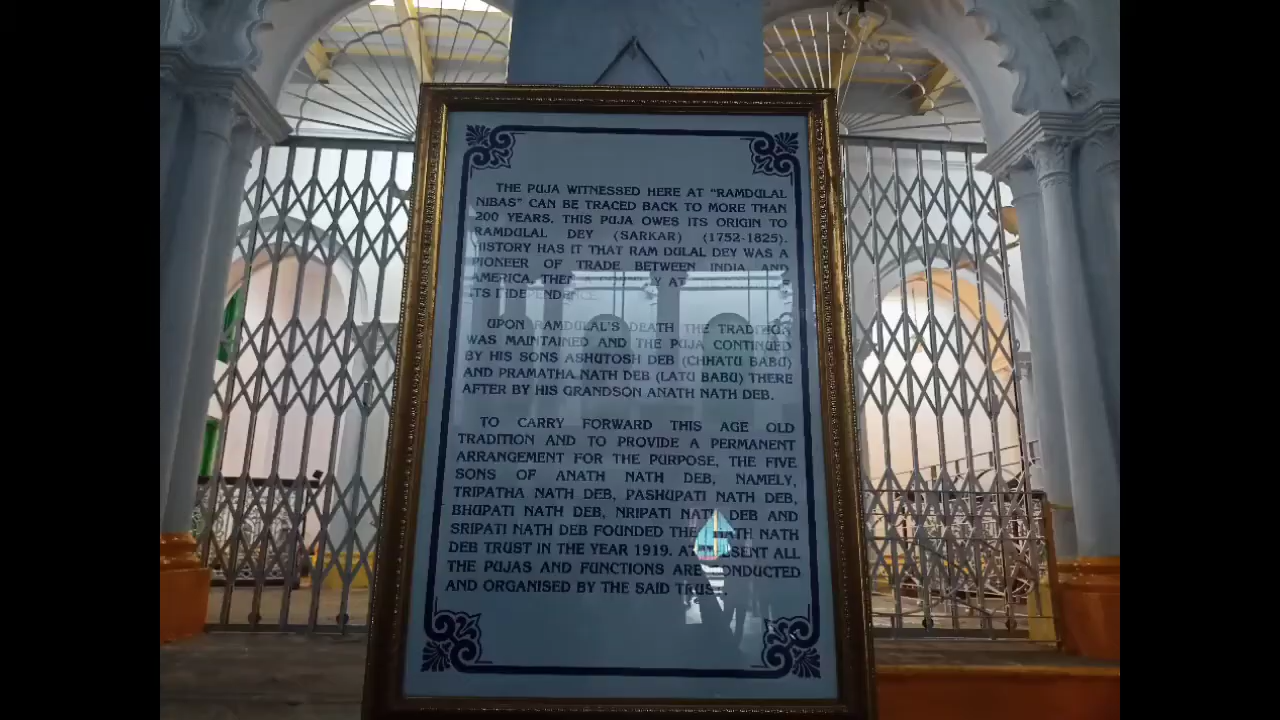 THE PUJA WITNESSED HERE AT "RAMDULAL
NIBAS" CAN BE TRACED BACK TO MORE THAN
200 YEARS. THIS PUJA OWES ITS ORIGIN TO
RAMDULAL DEY (SARKAR) (1752-1825).
HISTORY HAS IT THAT RAM DULAL DEY WAS A
PIONEER OF TRADE BETWEEN INDIA AND
AMERICA,
ITS INDEPENDENCE
UPON RAMDULAL'S DEATH THE TRADITION
WAS MAINTAINED AND THE PUJA CONTINUED
BY HIS SONS ASHUTOSH DEB (CHHATU BABU)
AND PRAMATHA NATH DEB (LATU BABU) THERE
AFTER BY HIS GRANDSON ANATH NATH DEB.
TO CARRY FORWARD THIS AGE OLD
TRADITION AND TO PROVIDE A PERMANENT
ARRANGEMENT FOR THE PURPOSE, THE FIVE
SONS OF ANATH NATH DEB, NAMELY,
TRIPATHA NATH DEB, PASHUPATI NATH DEB,
BHUPATI NATH DEB, NRIPATI NATH DEB AND
SRIPATI NATH DEB FOUNDED THE ANATH NATH
DEB TRUST IN THE YEAR 1919. AT PRESENT ALL
THE PUJAS AND FUNCTIONS ARE CONDUCTED
AND ORGANISED BY THE SAID TRUST.